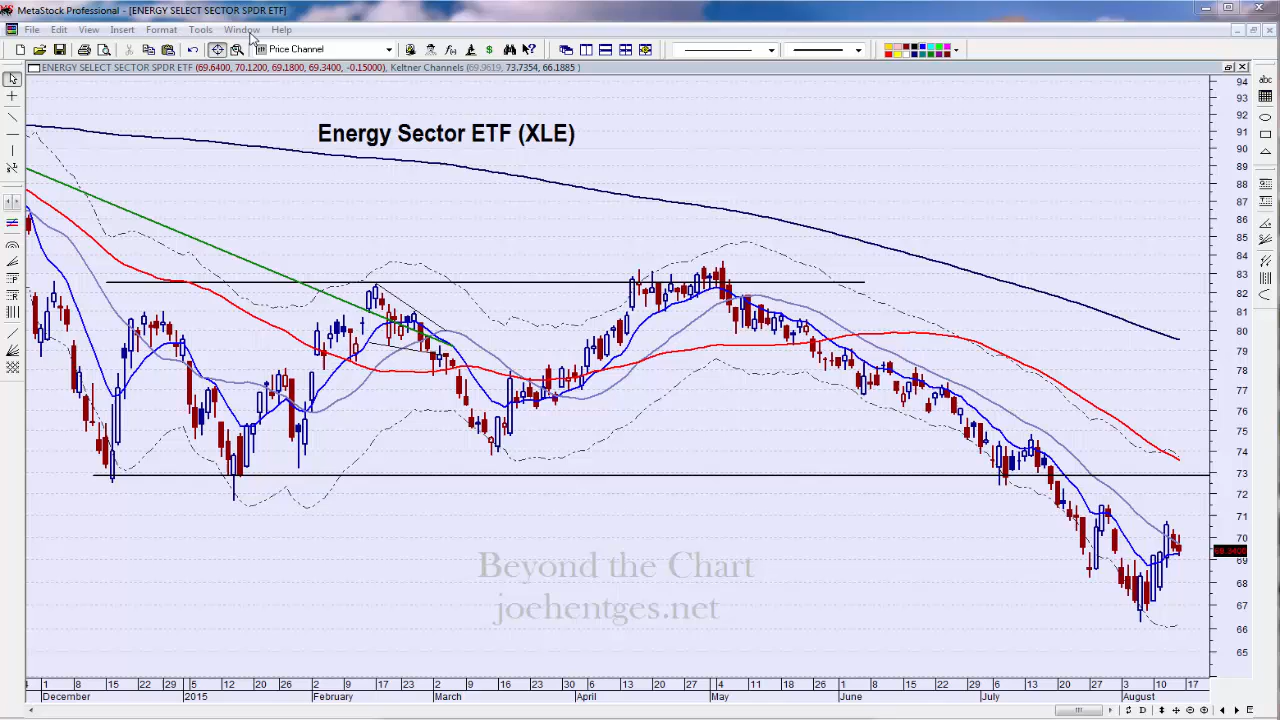 MetaStock Professional - [ENERGY SELECT SECTOR SPDR ETF]
File Edit View Insert Format Tools Window Help
Price Channel
ENERGY SELECT SECTOR SPDR ETF (69.6400, 70.1200, 69.1800, 69.3400, -0.15000), Keltner Channels (69.9619, 73.7354, 66.1885 )
Energy Sector ETF (XLE)
94
93
92
91
90
89
88
87
86
85
84
83
82
81
80
79
78
77
76
75
74
73
72
71
70
69.3400
69
68
67
66
65
abc
Beyond the Chart
joehentges.net
1 8 15 22 29 5 12 20 26 2 9 17 23 2 9 16 23 30 6 13 20 27 4 11 18 26 1 8 15 22 29 6 13 20 27 3 10 17
December 2015 February March April May June July August
D